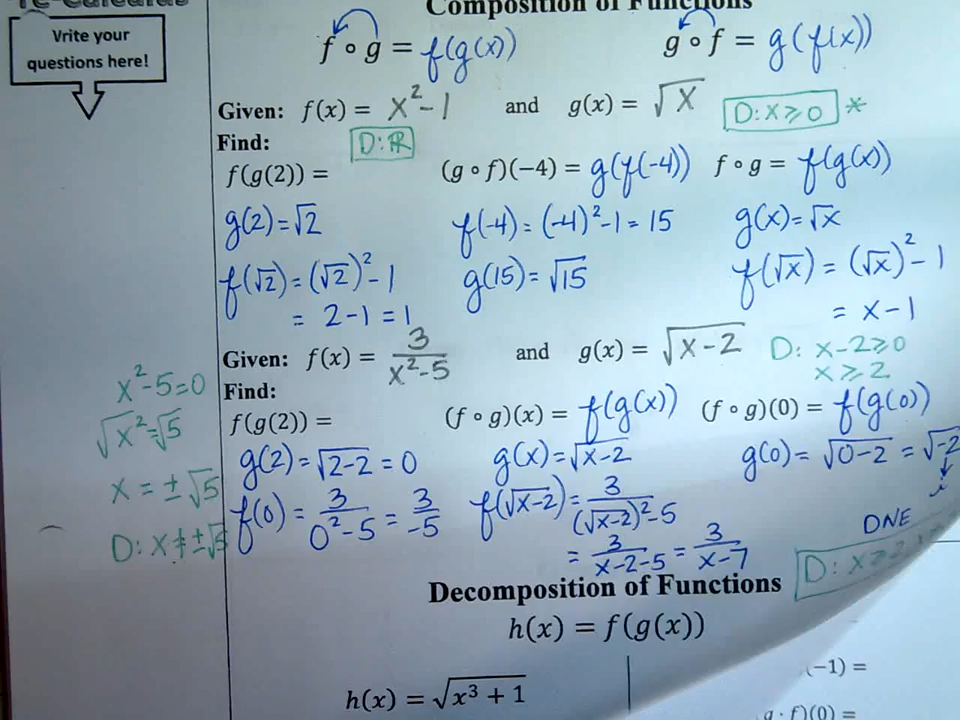 Composition of Functions
Write your
questions here!
f ∘ g = f(g(x))
g ∘ f = g(f(x))
Given: f(x) = x²-1 and g(x) = √x D: x ≥ 0 *
Find: D: ℝ
f(g(2)) = (g ∘ f)(-4) = g(f(-4)) f ∘ g = f(g(x))
g(2) = √2 f(-4) = (-4)²-1 = 15 g(x) = √x
f(√2) = (√2)²-1 g(15) = √15 f(√x) = (√x)²-1
= 2-1 = 1 = x-1
Given: f(x) = 3/(x²-5) and g(x) = √(x-2) D: x-2≥0
x ≥ 2
Find:
f(g(2)) = (f ∘ g)(x) = f(g(x)) (f ∘ g)(0) = f(g(0))
g(2) = √(2-2) = 0 g(x) = √(x-2) g(0) = √(0-2) = √-2
i
f(0) = 3/(0²-5) = 3/-5 f(√(x-2)) = 3/((√(x-2))²-5)
DNE
= 3/(x-2-5) = 3/(x-7)
D: x ≥ 2
x²-5=0
√x² = √5
x = ±√5
D: x ≠ ±√5
Decomposition of Functions
h(x) = f(g(x))
h(x) = √(x³ + 1)
(-1) =
f)(0) =